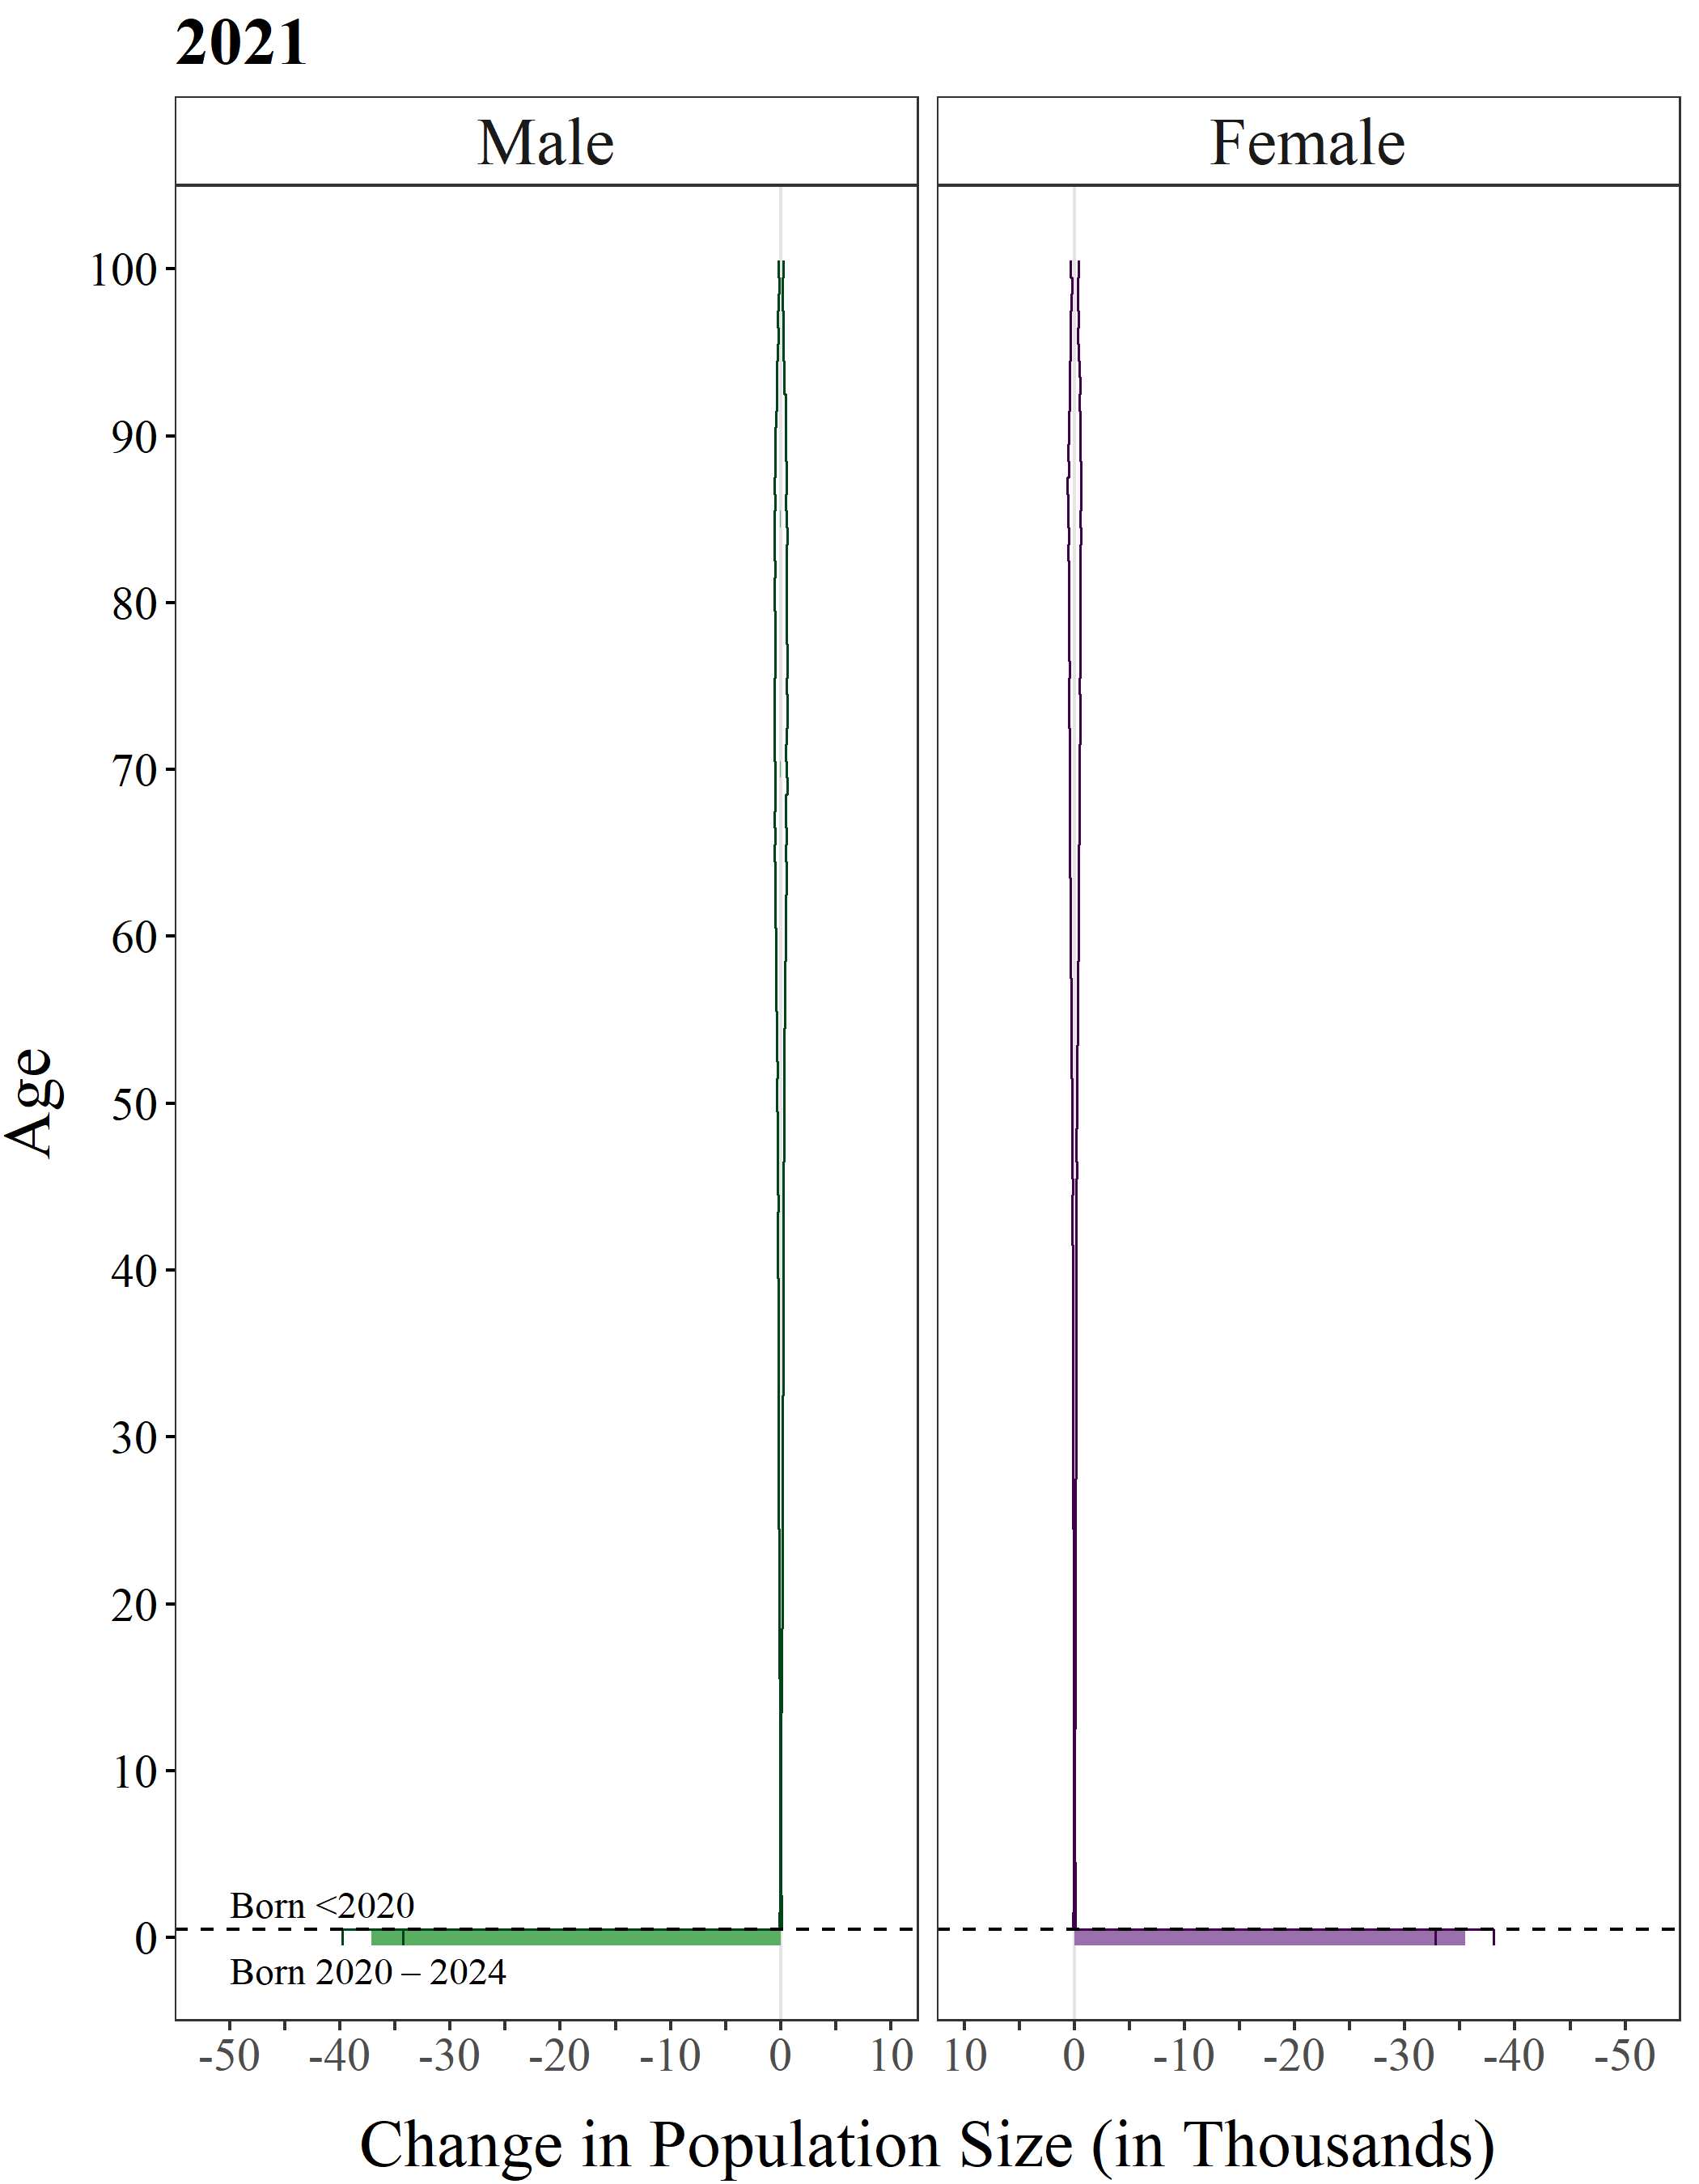 2021
Male
Female
100
90
80
70
60
50
40
30
20
10
0
Age
Born <2020
Born 2020 – 2024
-50 -40 -30 -20 -10 0 10
10 0 -10 -20 -30 -40 -50
Change in Population Size (in Thousands)